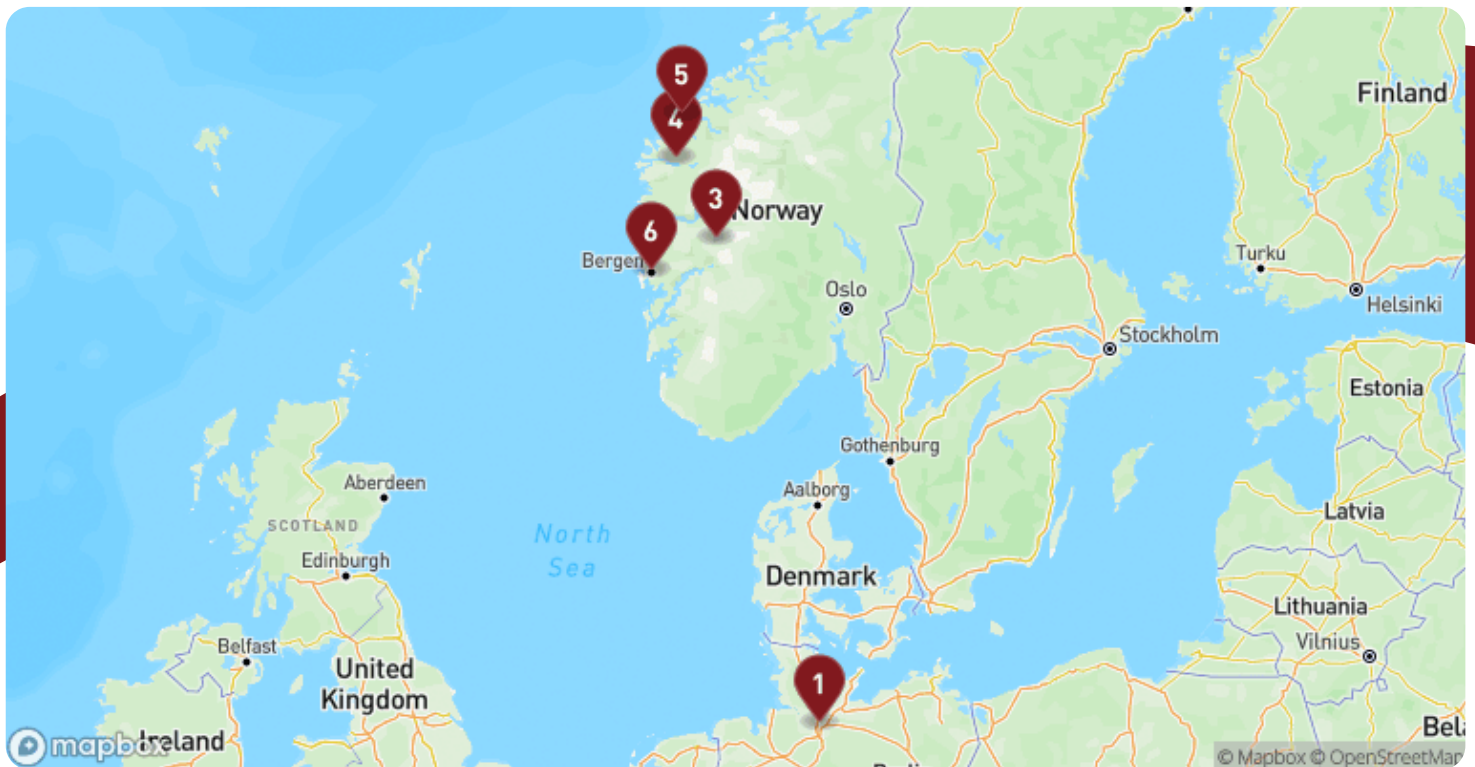 5
Finland
4
3
Norway
6
Bergen
Turku
Oslo
Helsinki
Stockholm
Estonia
Gothenburg
Aberdeen
Aalborg
Latvia
SCOTLAND
North
Sea
Edinburgh
Denmark
Lithuania
Vilnius
Belfast
United
Kingdom
1
Ireland
mapbox
© Mapbox © OpenStreetMap